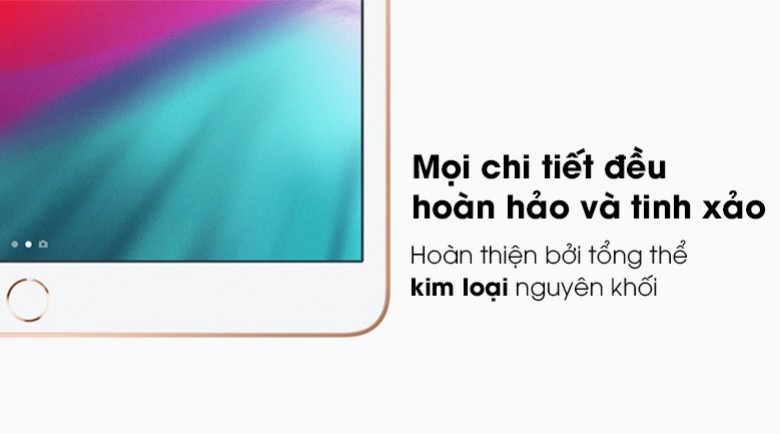 Mọi chi tiết đều
hoàn hảo và tinh xảo
Hoàn thiện bởi tổng thể
kim loại nguyên khối